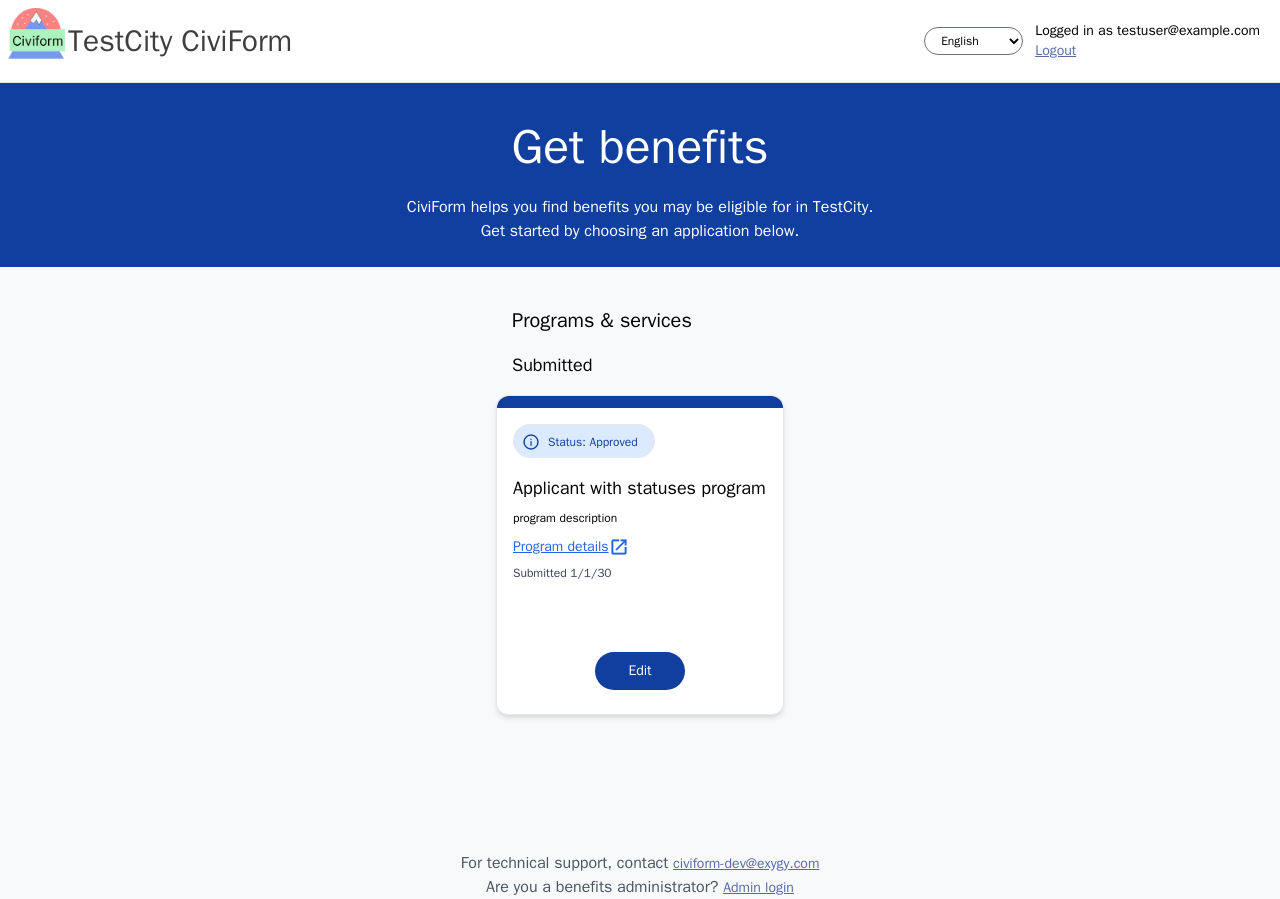 Civiform
TestCity CiviForm
English
Logged in as testuser@example.com
Logout
Get benefits
CiviForm helps you find benefits you may be eligible for in TestCity.
Get started by choosing an application below.
Programs & services
Submitted
Status: Approved
Applicant with statuses program
program description
Program details
Submitted 1/1/30
Edit
For technical support, contact civiform-dev@exygy.com
Are you a benefits administrator? Admin login